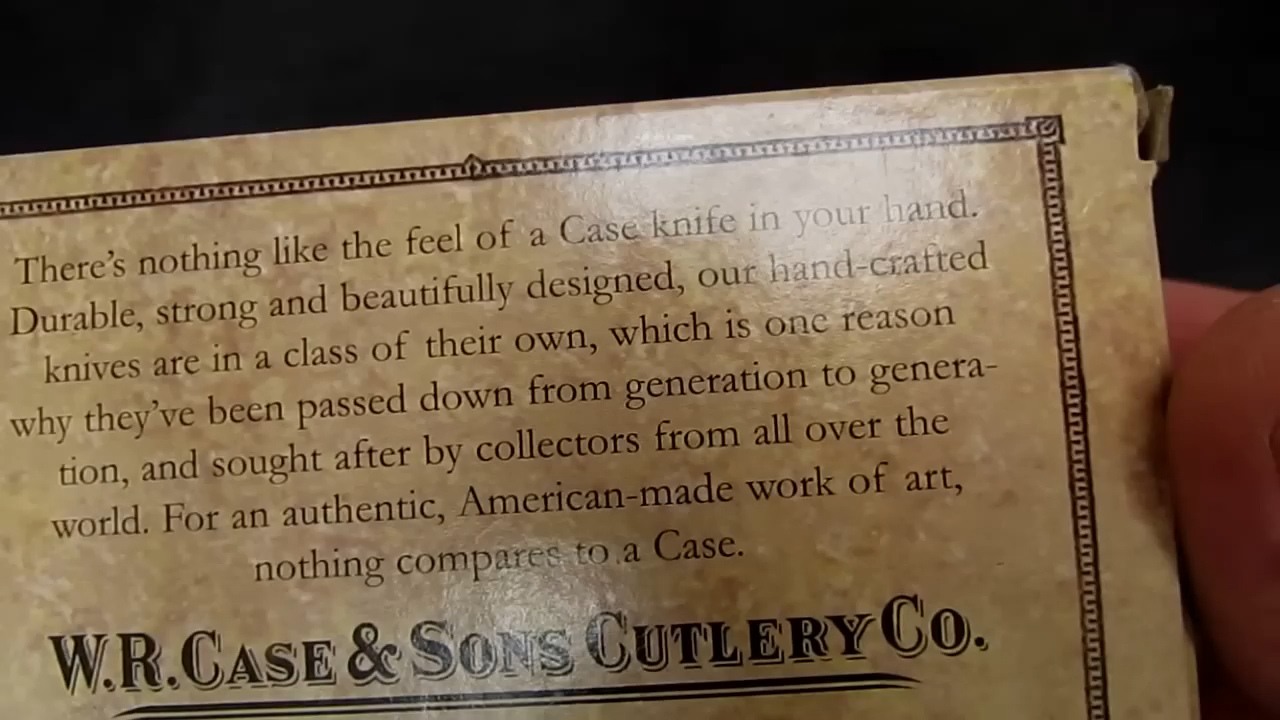 There's nothing like the feel of a Case knife in your hand.
Durable, strong and beautifully designed, our hand-crafted
knives are in a class of their own, which is one reason
why they've been passed down from generation to genera-
tion, and sought after by collectors from all over the
world. For an authentic, American-made work of art,
nothing compares to a Case.
W.R. CASE & SONS CUTLERY CO.